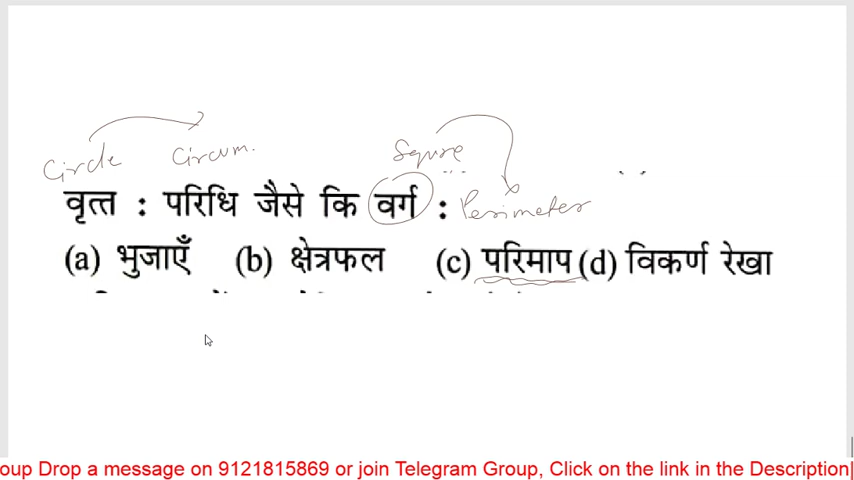 Circle Circum. Squre
वृत्त : परिधि जैसे कि वर्ग : Perimeter
(a) भुजाएँ (b) क्षेत्रफल (c) परिमाप (d) विकर्ण रेखा
oup Drop a message on 9121815869 or join Telegram Group, Click on the link in the Description|